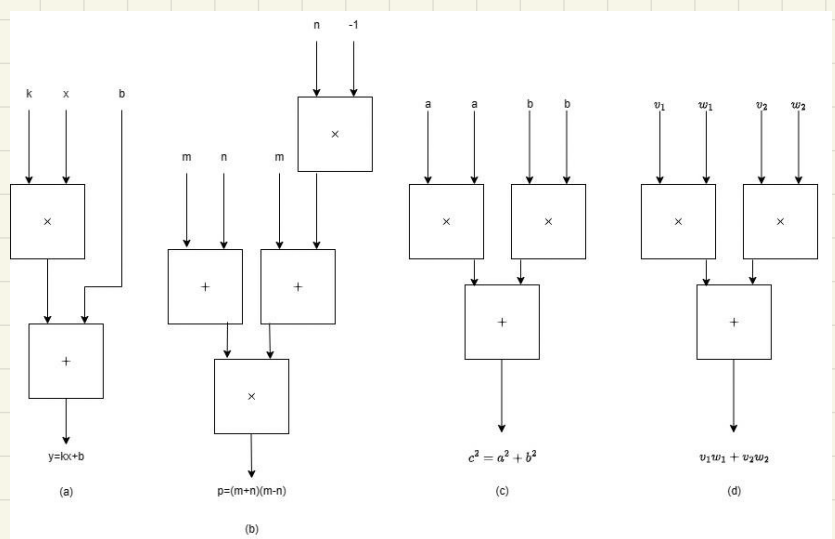 n -1
k x b
×
m n m
×
+ +
+
×
y=kx+b
(a)
p=(m+n)(m-n)
(b)
a a b b
× ×
+
c² = a² + b²
(c)
v₁ w₁ v₂ w₂
× ×
+
v₁w₁ + v₂w₂
(d)